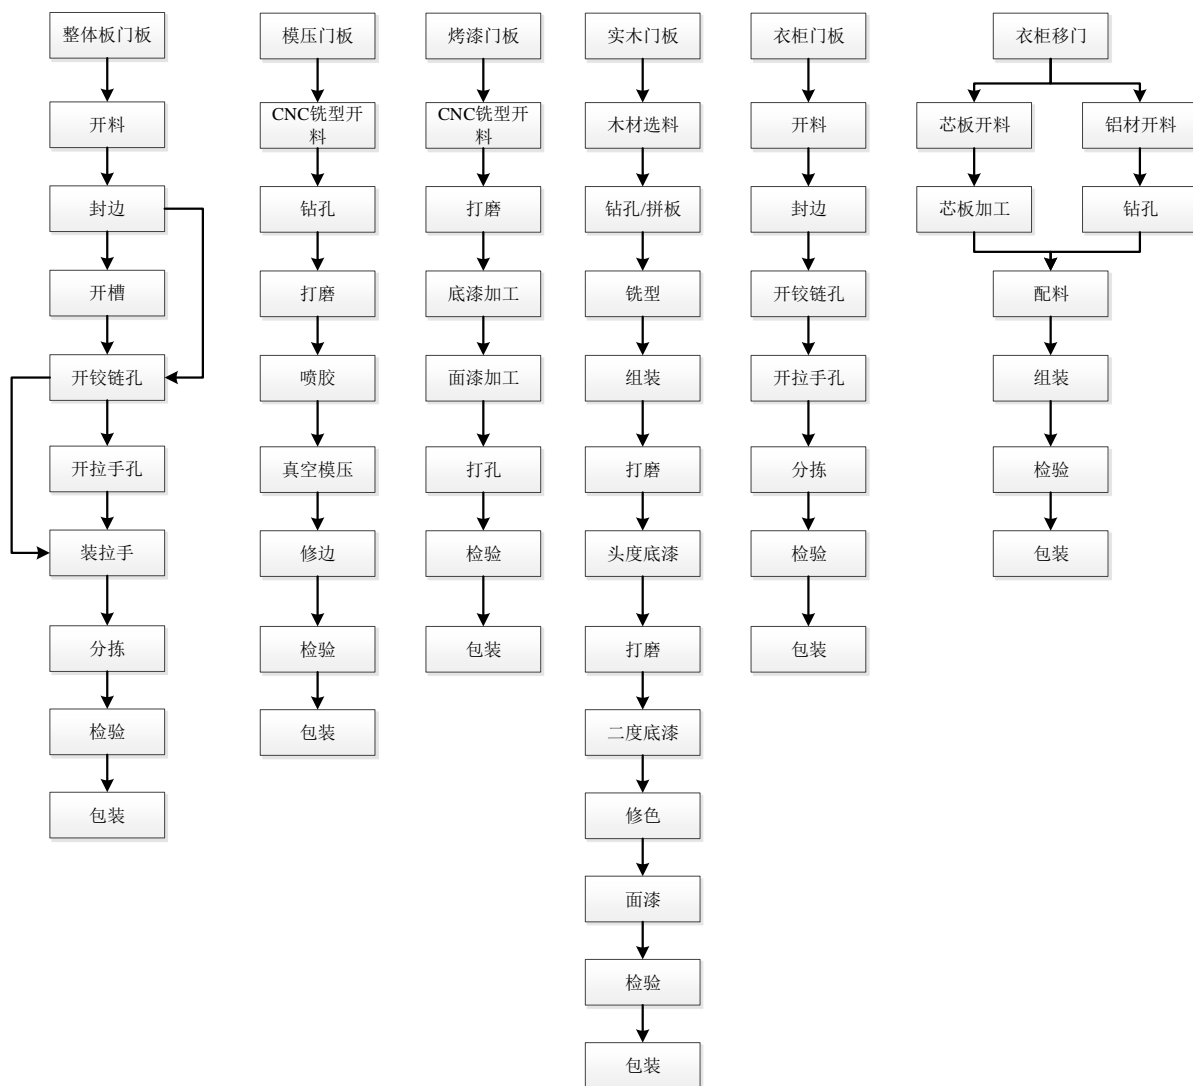 整体板门板
开料
封边
开槽
开铰链孔
开拉手孔
装拉手
分拣
检验
包装
模压门板
CNC铣型开
料
钻孔
打磨
喷胶
真空模压
修边
检验
包装
烤漆门板
CNC铣型开
料
打磨
底漆加工
面漆加工
打孔
检验
包装
实木门板
木材选料
钻孔/拼板
铣型
组装
打磨
头度底漆
打磨
二度底漆
修色
面漆
检验
包装
衣柜门板
开料
封边
开铰链孔
开拉手孔
分拣
检验
包装
衣柜移门
芯板开料
铝材开料
芯板加工
钻孔
配料
组装
检验
包装